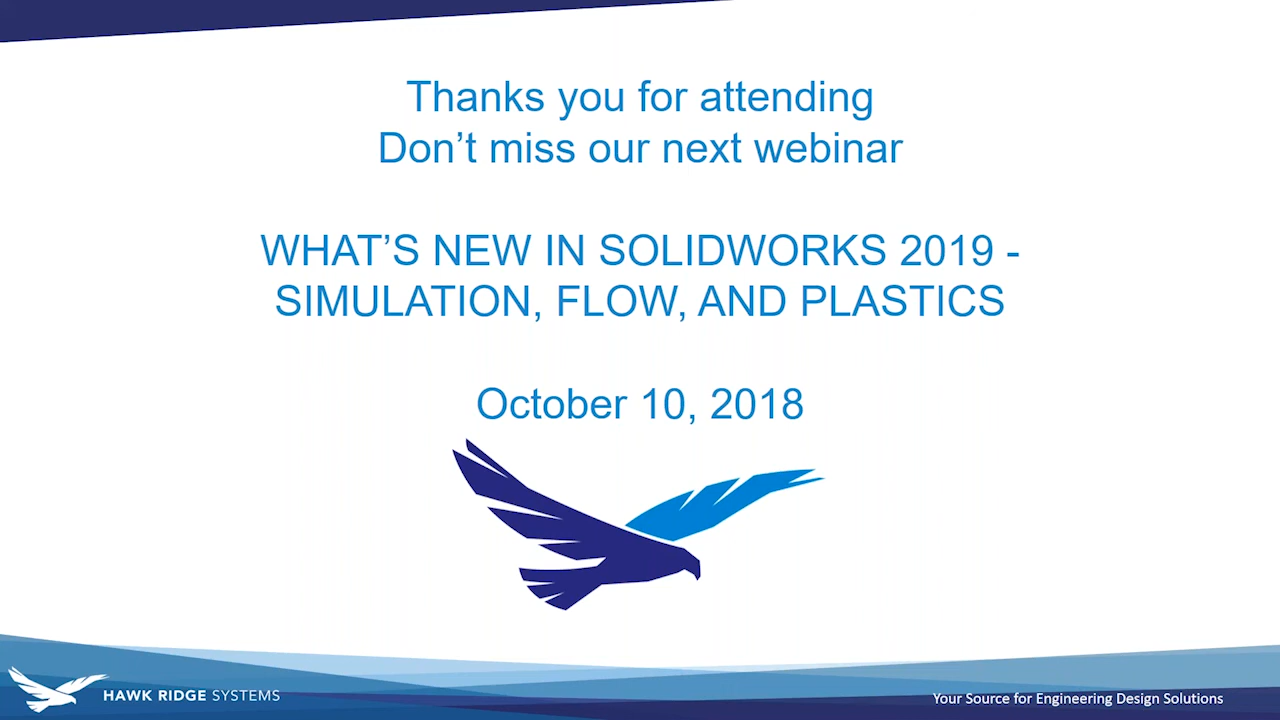 Thanks you for attending
Don’t miss our next webinar
WHAT’S NEW IN SOLIDWORKS 2019 -
SIMULATION, FLOW, AND PLASTICS
October 10, 2018
HAWK RIDGE SYSTEMS
Your Source for Engineering Design Solutions